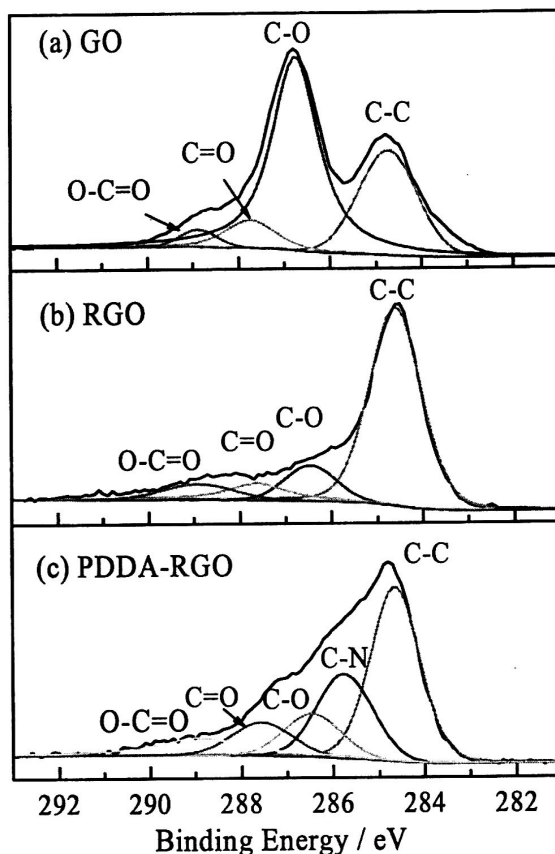 (a) GO
C-O
C-C
C=O
O-C=O
(b) RGO
C-C
C-O
C=O
O-C=O
(c) PDDA-RGO
C-C
C-N
C=O
C-O
O-C=O
292 290 288 286 284 282
Binding Energy / eV